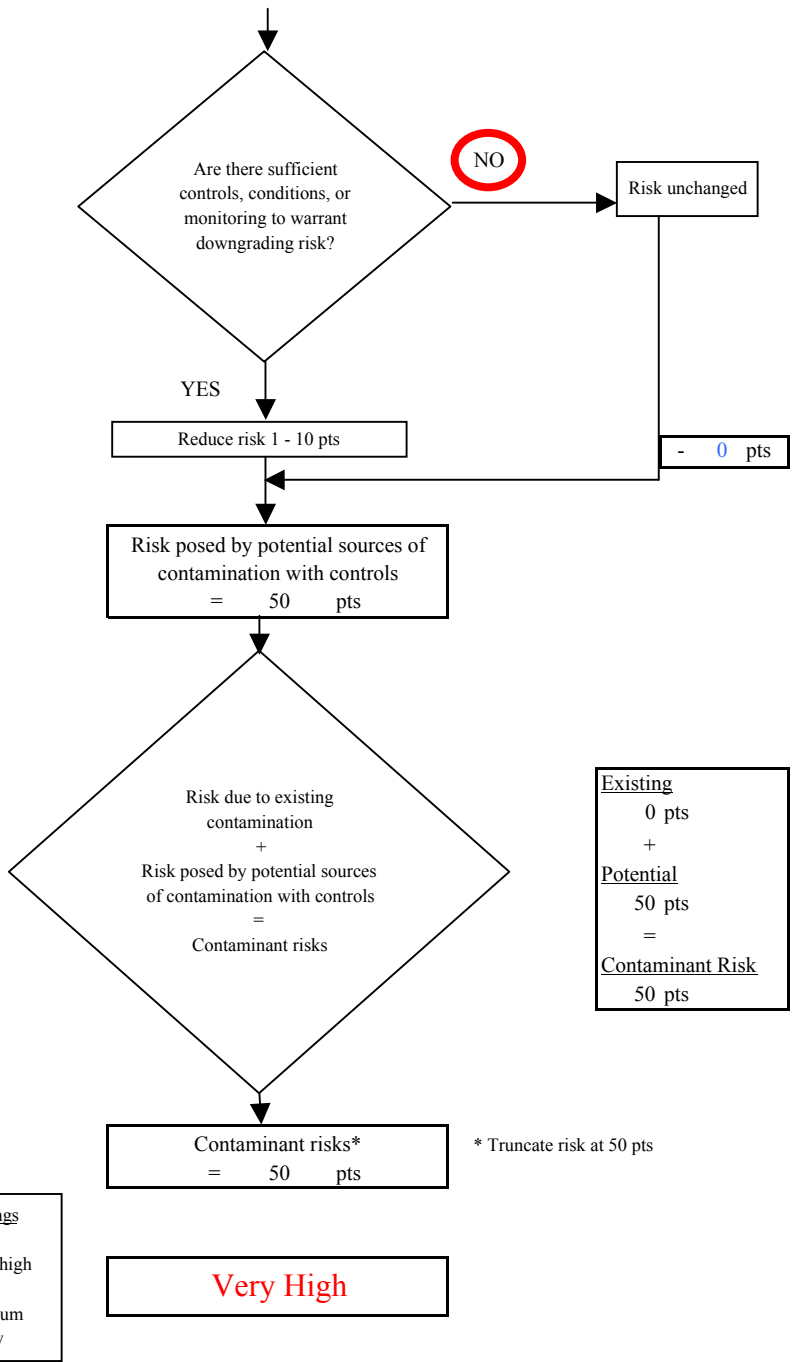 Are there sufficient
controls, conditions, or
monitoring to warrant
downgrading risk?
NO
Risk unchanged
YES
Reduce risk 1 - 10 pts
- 0 pts
Risk posed by potential sources of
contamination with controls
= 50 pts
Risk due to existing
contamination
+
Risk posed by potential sources
of contamination with controls
=
Contaminant risks
Existing
0 pts
+
Potential
50 pts
=
Contaminant Risk
50 pts
Contaminant risks*
= 50 pts
* Truncate risk at 50 pts
high
Very High